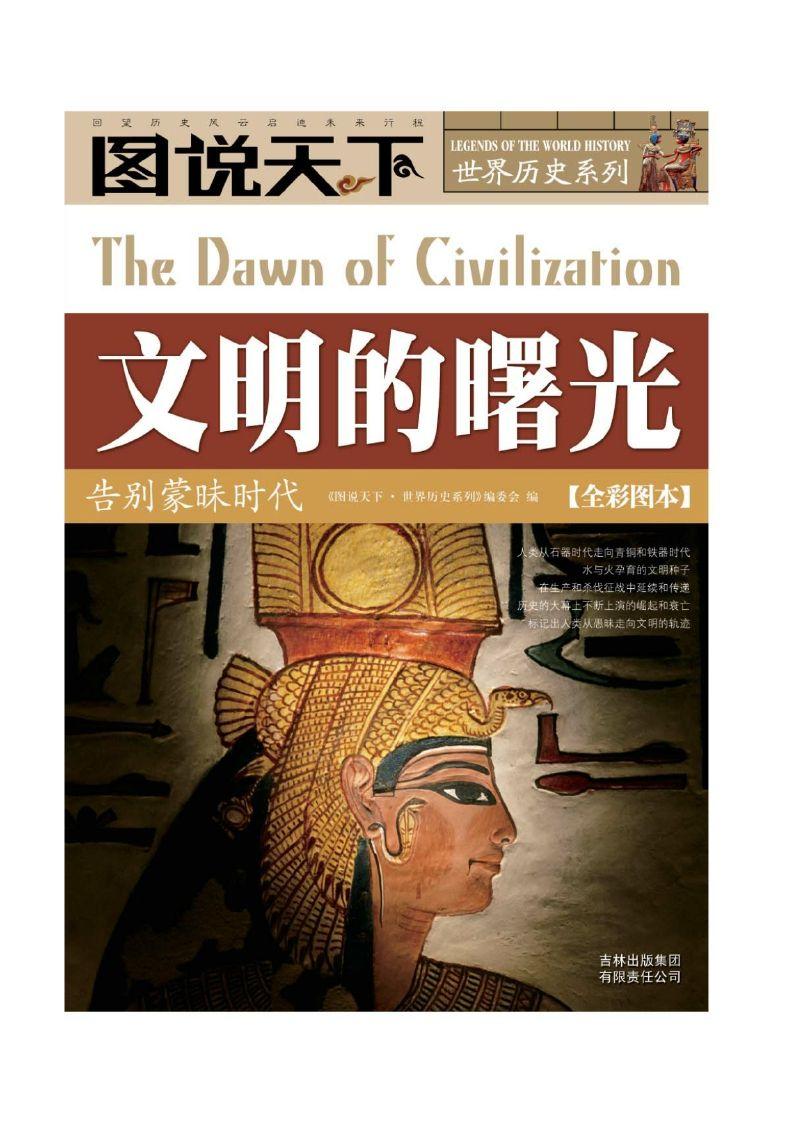 回望历史风云启迪未来行程
图说天下
LEGENDS OF THE WORLD HISTORY
世界历史系列
The Dawn of Civilization
文明的曙光
告别蒙昧时代 《图说天下·世界历史系列》编委会 编 【全彩图本】
人类从石器时代走向青铜和铁器时代
水与火孕育的文明种子
在生产和杀伐征战中延续和传递
历史的大幕上不断上演的崛起和衰亡
标记出人类从愚昧走向文明的轨迹
吉林出版集团
有限责任公司